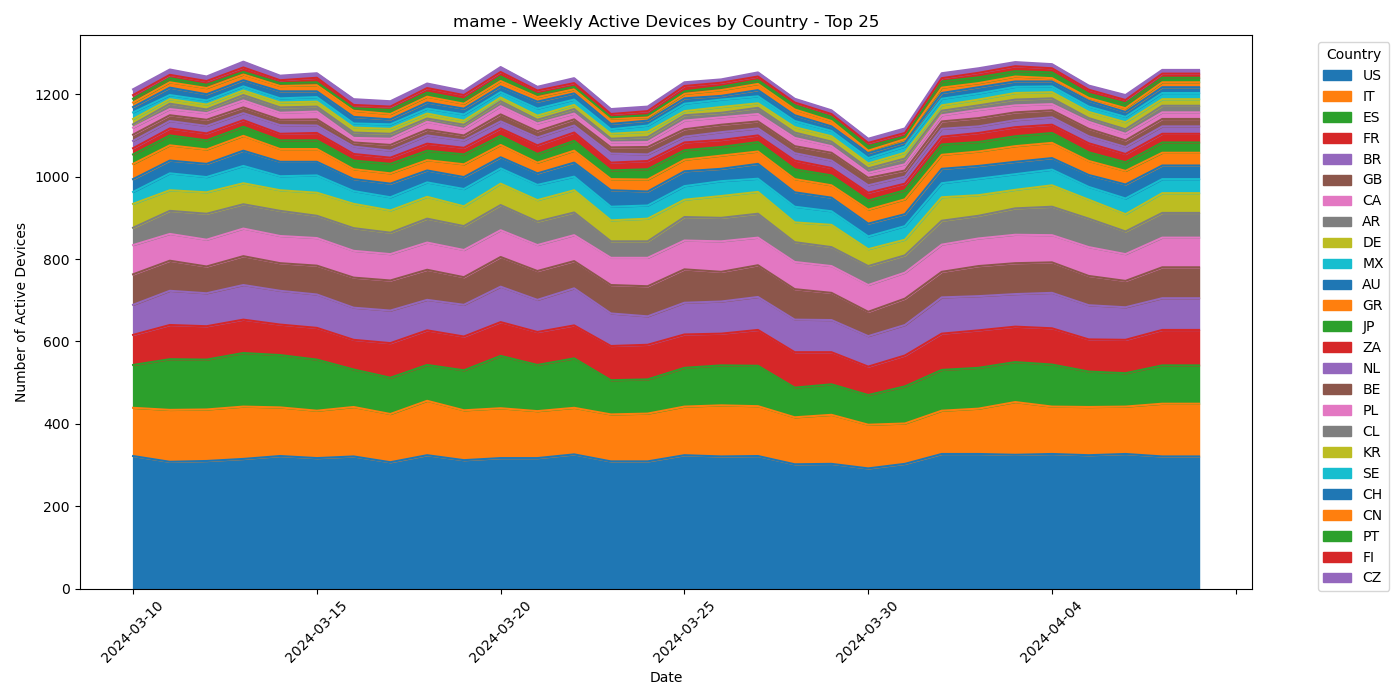 mame - Weekly Active Devices by Country - Top 25
Number of Active Devices
1200
1000
800
600
400
200
0
2024-03-10
2024-03-15
2024-03-20
2024-03-25
2024-03-30
2024-04-04
Date
Country
US
IT
ES
FR
BR
GB
CA
AR
DE
MX
AU
GR
JP
ZA
NL
BE
PL
CL
KR
SE
CH
CN
PT
FI
CZ